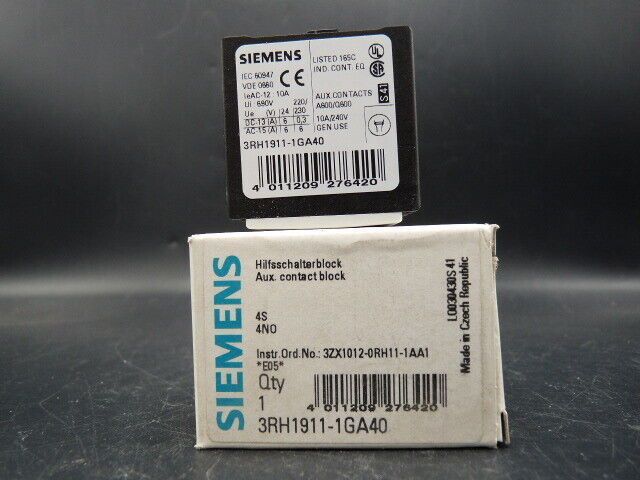 SIEMENS
LISTED 165C
IND. CONT. EQ.
UL
SA
IEC 60947
VDE 0660
CE
IeAC-12: 10A
Ui 690V
220/
Ue (V) 24 230
DC-13 (A) 6 0,3
AC-15 (A) 6 6
AUX. CONTACTS
A600/Q600
10A/240V
GEN.USE
S 41
3RH1911-1GA40
4 011209 276420
SIEMENS
Hilfsschalterblock
Aux. contact block
4S
4NO
Instr.Ord.No.: 3ZX1012-0RH11-1AA1
*E05*
Qty
1
4 011209 276420
3RH1911-1GA40
Made in Czech Republic